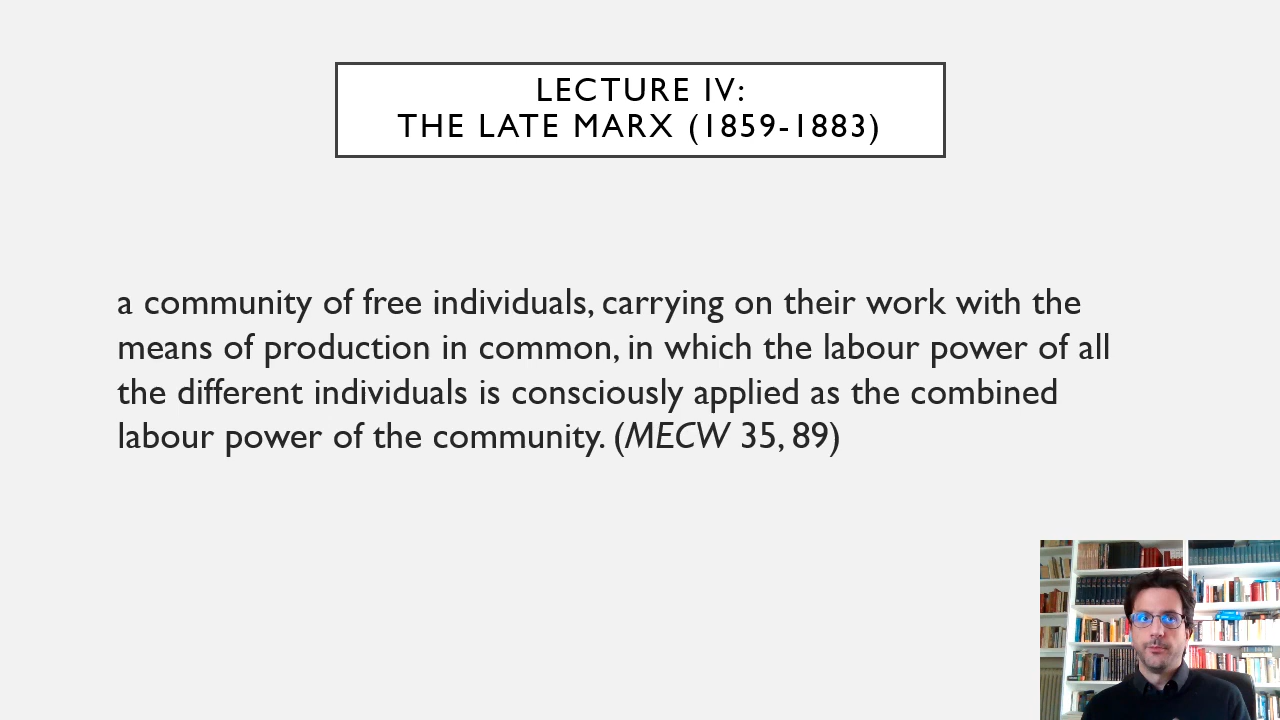 LECTURE IV:
THE LATE MARX (1859-1883)
a community of free individuals, carrying on their work with the
means of production in common, in which the labour power of all
the different individuals is consciously applied as the combined
labour power of the community. (MECW 35, 89)